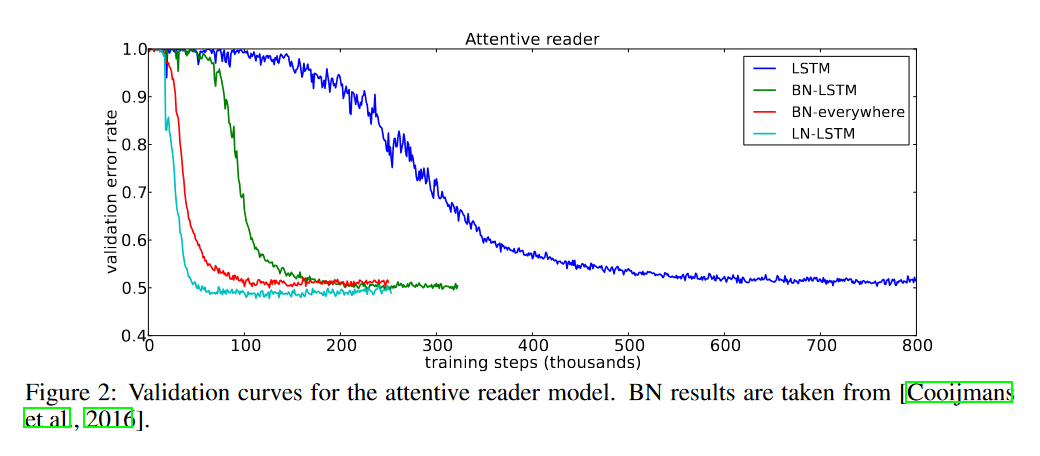 Attentive reader
1.0
0.9
0.8
0.7
0.6
0.5
0.4
validation error rate
LSTM
BN-LSTM
BN-everywhere
LN-LSTM
0 100 200 300 400 500 600 700 800
training steps (thousands)
Figure 2: Validation curves for the attentive reader model. BN results are taken from [Cooijmans
et al., 2016].